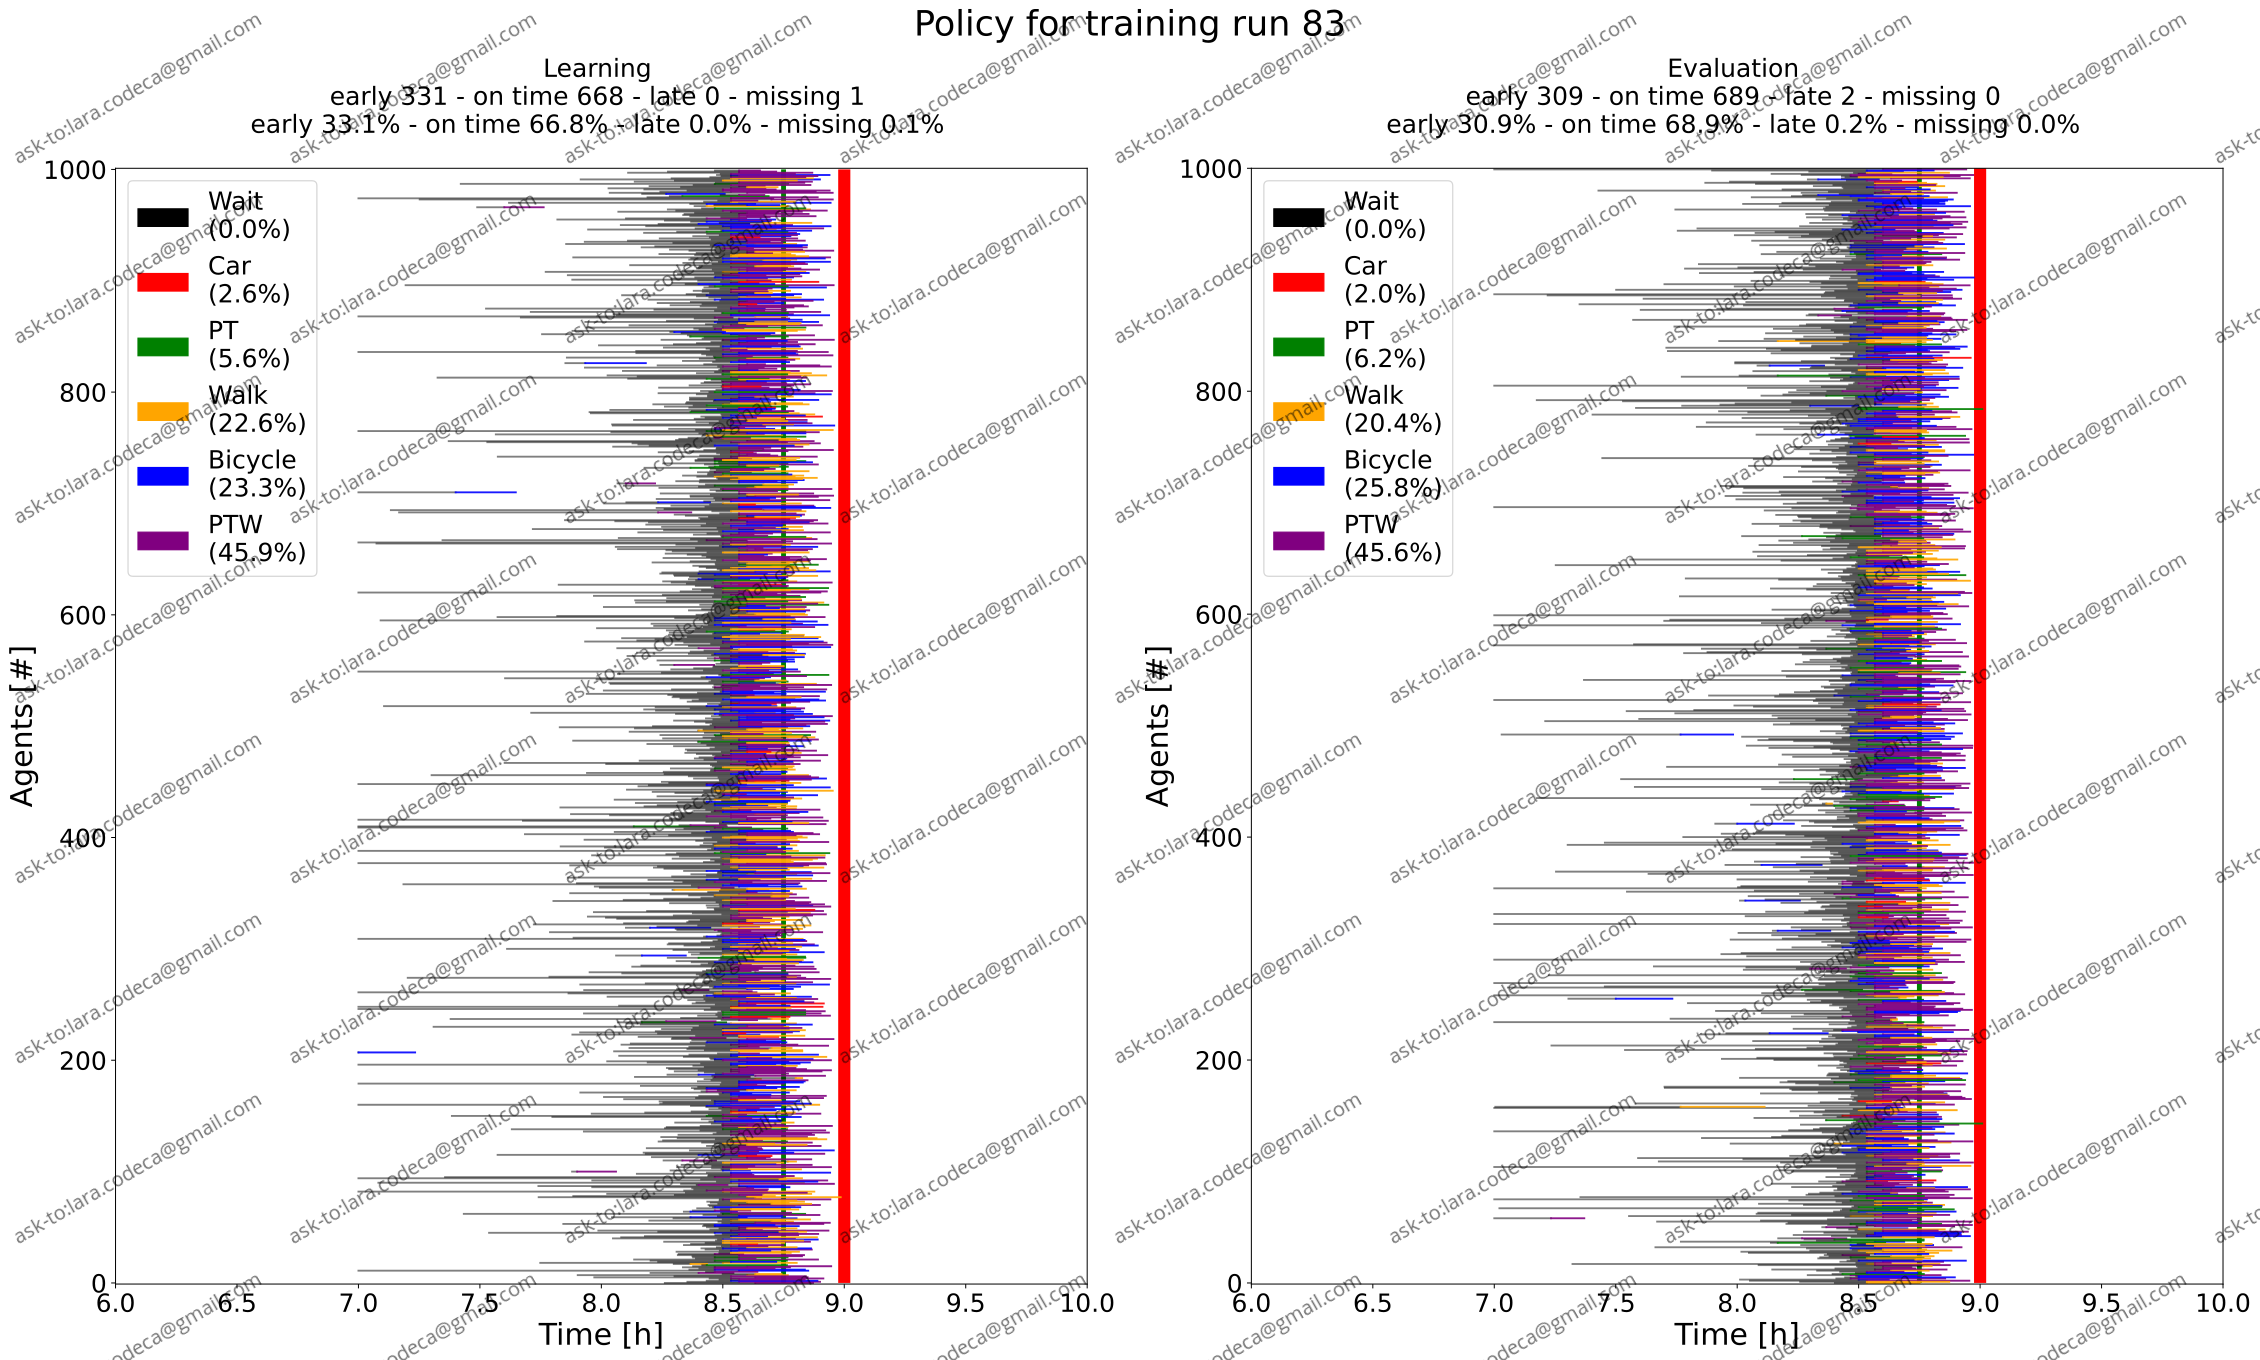 Policy for training run 83
Learning
early 331 - on time 668 - late 0 - missing 1
early 33.1% - on time 66.8% - late 0.0% - missing 0.1%
1000
800
600
400
200
0
Agents [#]
Wait
(0.0%)
Car
(2.6%)
PT
(5.6%)
Walk
(22.6%)
Bicycle
(23.3%)
PTW
(45.9%)
6.0 6.5 7.0 7.5 8.0 8.5 9.0 9.5 10.0
Time [h]
Evaluation
early 309 - on time 689 - late 2 - missing 0
early 30.9% - on time 68.9% - late 0.2% - missing 0.0%
1000
800
600
400
200
0
Agents [#]
Wait
(0.0%)
Car
(2.0%)
PT
(6.2%)
Walk
(20.4%)
Bicycle
(25.8%)
PTW
(45.6%)
6.0 6.5 7.0 7.5 8.0 8.5 9.0 9.5 10.0
Time [h]
ask-to:lara.codeca@gmail.com